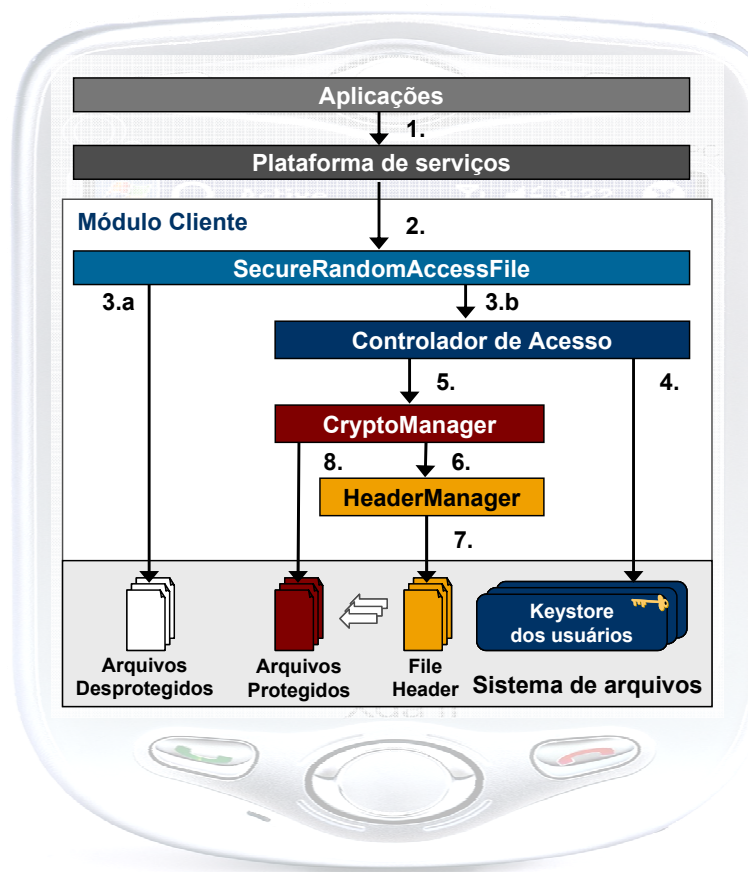 Aplicações
1.
Plataforma de serviços
Módulo Cliente
2.
SecureRandomAccessFile
3.a
3.b
Controlador de Acesso
5.
4.
CryptoManager
8.
6.
HeaderManager
7.
Keystore
dos usuários
Arquivos
Desprotegidos
Arquivos
Protegidos
File
Header
Sistema de arquivos